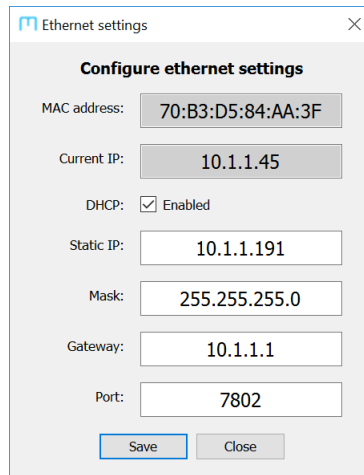 Ethernet settings
Configure ethernet settings
MAC address: 70:B3:D5:84:AA:3F
Current IP: 10.1.1.45
DHCP: Enabled
Static IP: 10.1.1.191
Mask: 255.255.255.0
Gateway: 10.1.1.1
Port: 7802
Save Close